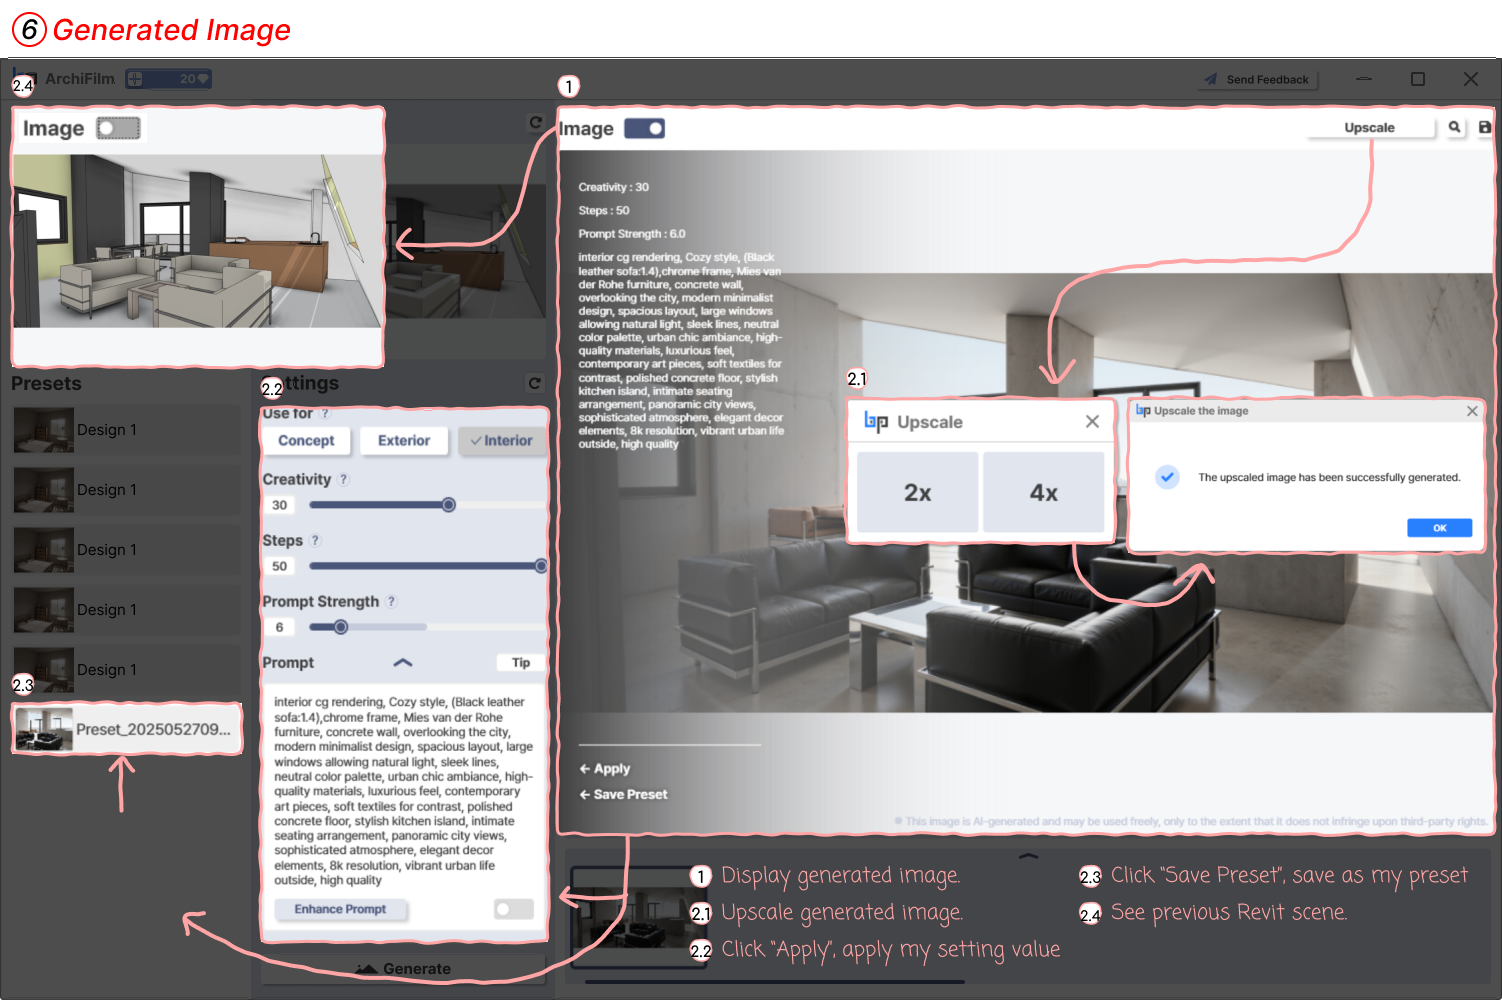 6 Generated Image
ArchiFilm
20
Send Feedback
2.4
1
Image
Image
Upscale
Creativity : 30
Steps : 50
Prompt Strength : 6.0
interior cg rendering, Cozy style, (Black
leather sofa:1.4),chrome frame, Mies van
der Rohe furniture, concrete wall,
overlooking the city, modern minimalist
design, spacious layout, large windows
allowing natural light, sleek lines, neutral
color palette, urban chic ambiance, high-
quality materials, luxurious feel,
contemporary art pieces, soft textiles for
contrast, polished concrete floor, stylish
kitchen island, intimate seating
arrangement, panoramic city views,
sophisticated atmosphere, elegant decor
elements, 8k resolution, vibrant urban life
outside, high quality
2.1
bp Upscale
2x
4x
bp Upscale the image
The upscaled image has been successfully generated.
OK
← Apply
← Save Preset
This image is AI-generated and may be used freely, only to the extent that it does not infringe upon third-party rights.
Presets
Design 1
Design 1
Design 1
Design 1
Design 1
2.3
Preset_2025052709...
2.2
ttings
Use for ?
Concept
Exterior
Interior
Creativity ?
30
Steps ?
50
Prompt Strength ?
6
Prompt
Tip
interior cg rendering, Cozy style, (Black leather
sofa:1.4),chrome frame, Mies van der Rohe
furniture, concrete wall, overlooking the city,
modern minimalist design, spacious layout, large
windows allowing natural light, sleek lines,
neutral color palette, urban chic ambiance, high-
quality materials, luxurious feel, contemporary
art pieces, soft textiles for contrast, polished
concrete floor, stylish kitchen island, intimate
seating arrangement, panoramic city views,
sophisticated atmosphere, elegant decor
elements, 8k resolution, vibrant urban life
outside, high quality
Enhance Prompt
Generate
1 Display generated image.
2.1 Upscale generated image.
2.2 Click "Apply", apply my setting value
2.3 Click "Save Preset", save as my preset
2.4 See previous Revit scene.